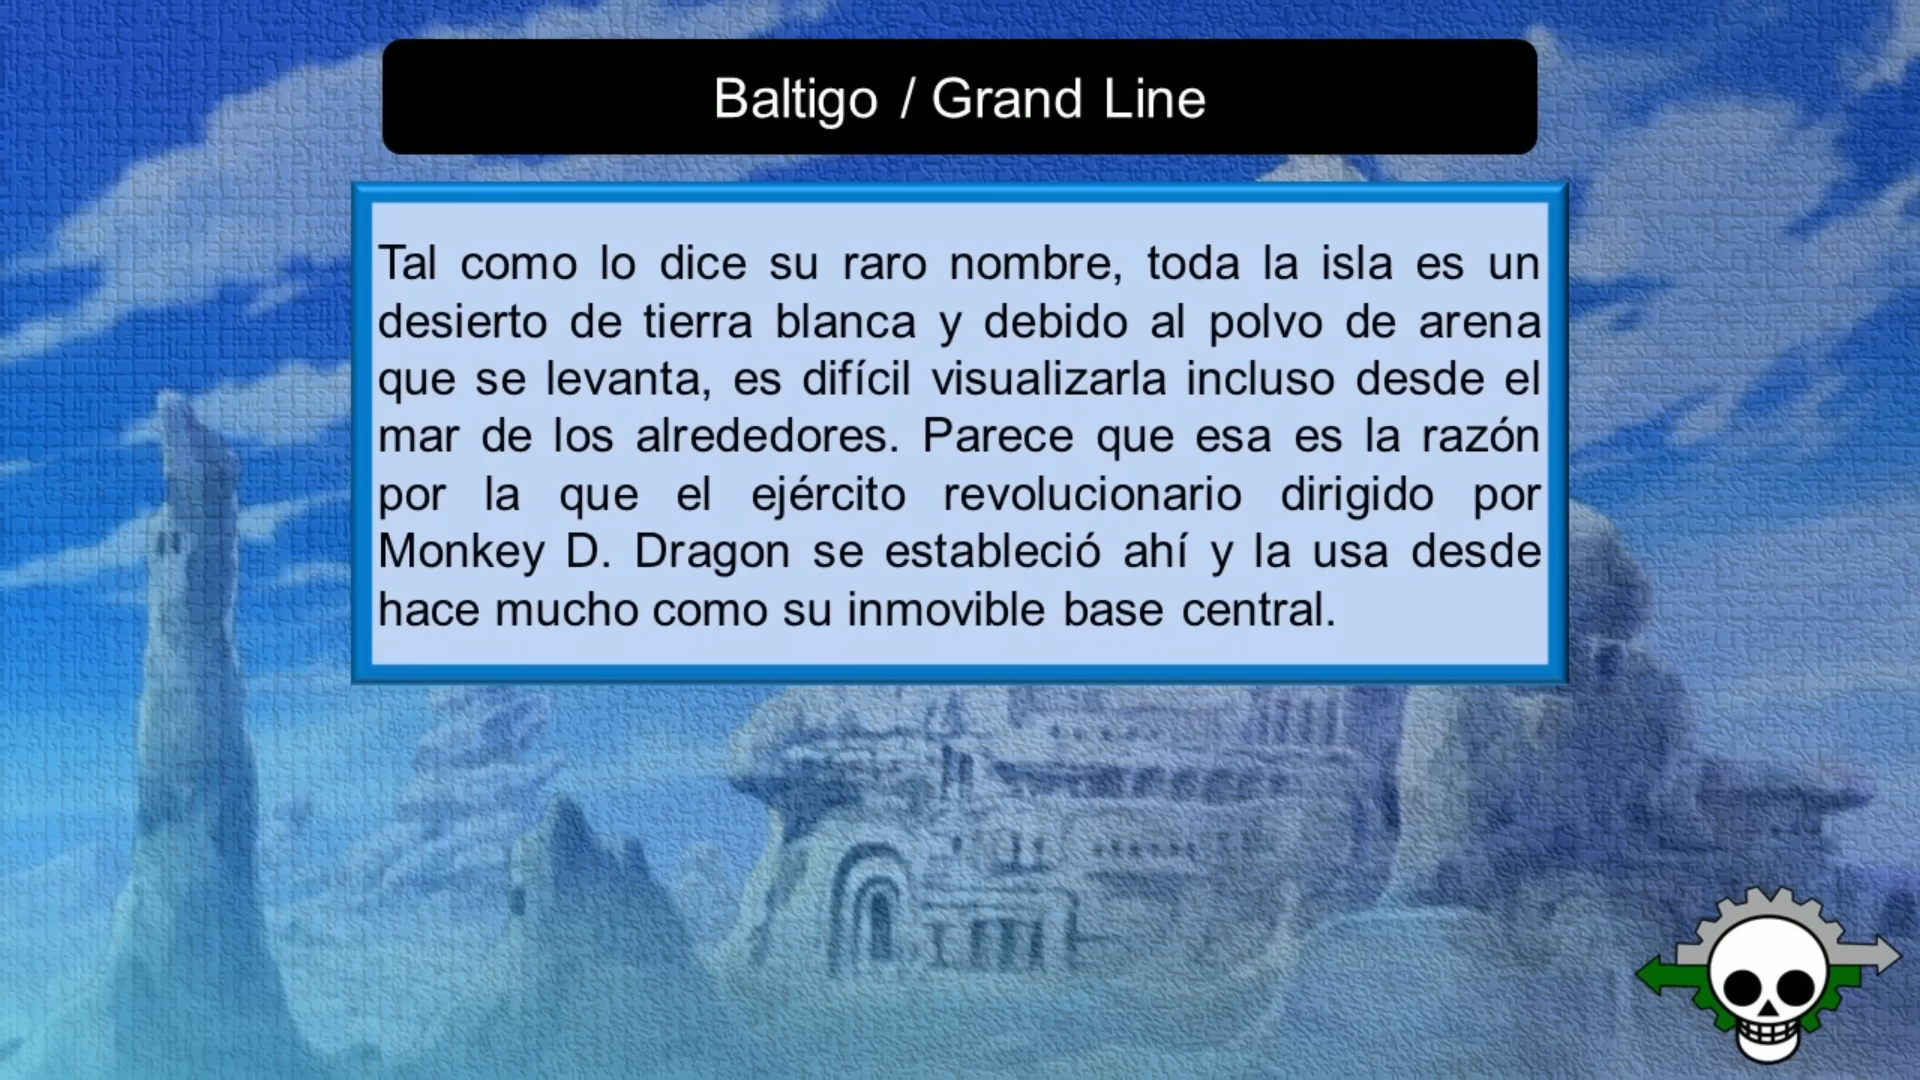 Baltigo / Grand Line
Tal como lo dice su raro nombre, toda la isla es un
desierto de tierra blanca y debido al polvo de arena
que se levanta, es difícil visualizarla incluso desde el
mar de los alrededores. Parece que esa es la razón
por la que el ejército revolucionario dirigido por
Monkey D. Dragon se estableció ahí y la usa desde
hace mucho como su inmovible base central.